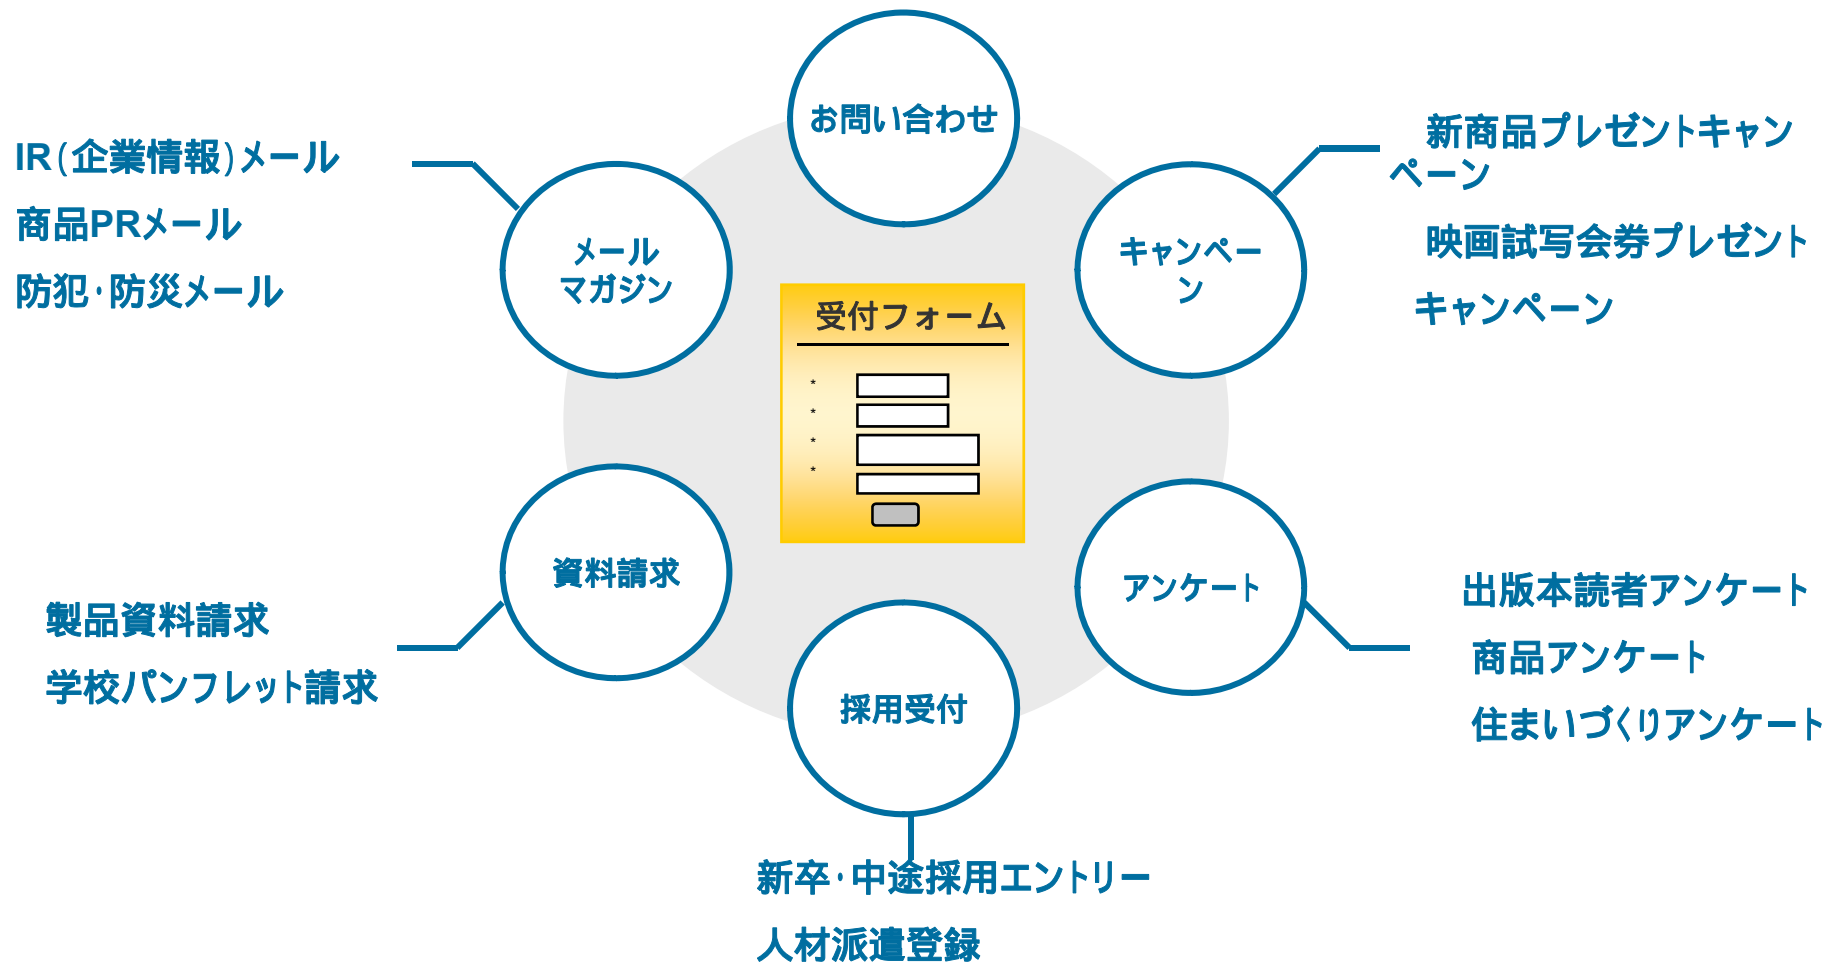 お問い合わせ
IR(企業情報)メール
商品PRメール
防犯・防災メール
メール
マガジン
新商品プレゼントキャン
ペーン
映画試写会券プレゼント
キャンペーン
キャンペー
ン
受付フォーム
*
*
*
*
資料請求
製品資料請求
学校パンフレット請求
アンケート
出版本読者アンケート
商品アンケート
住まいづくりアンケート
採用受付
新卒・中途採用エントリー
人材派遣登録